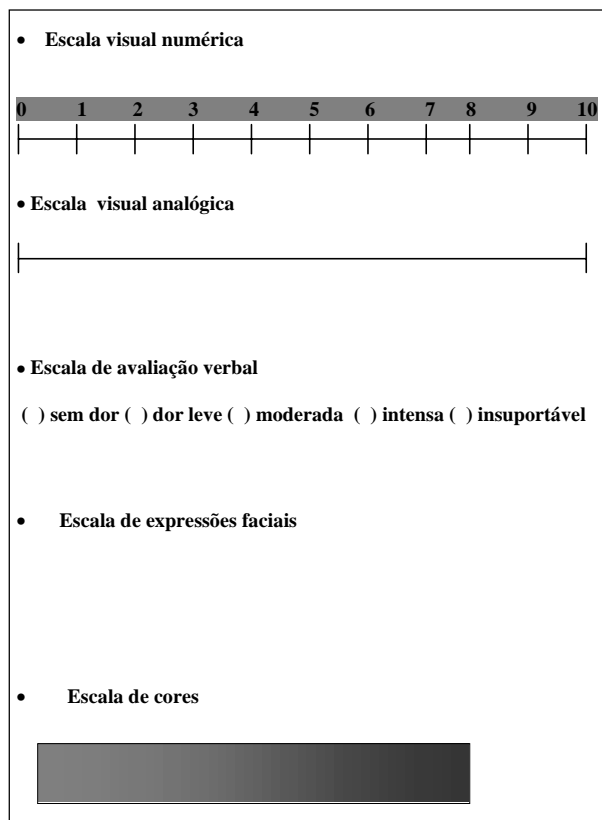 • Escala visual numérica
0 1 2 3 4 5 6 7 8 9 10
• Escala visual analógica
• Escala de avaliação verbal
( ) sem dor ( ) dor leve ( ) moderada ( ) intensa ( ) insuportável
• Escala de expressões faciais
• Escala de cores